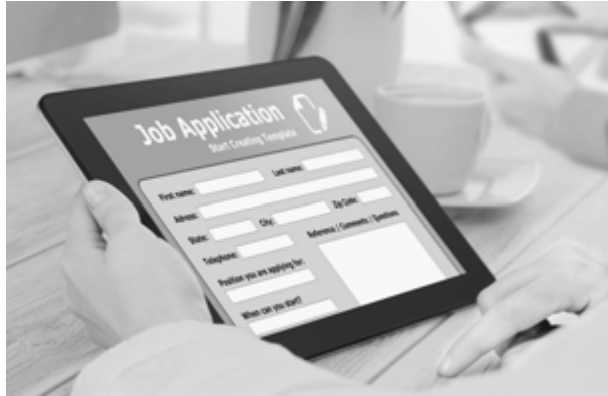 Job Application
Start Creating Template
First name: Last name:
Adress:
State: City: Zip Code:
Telephone: Reference / Comments / Questions
Position you are applying for:
When can you start?